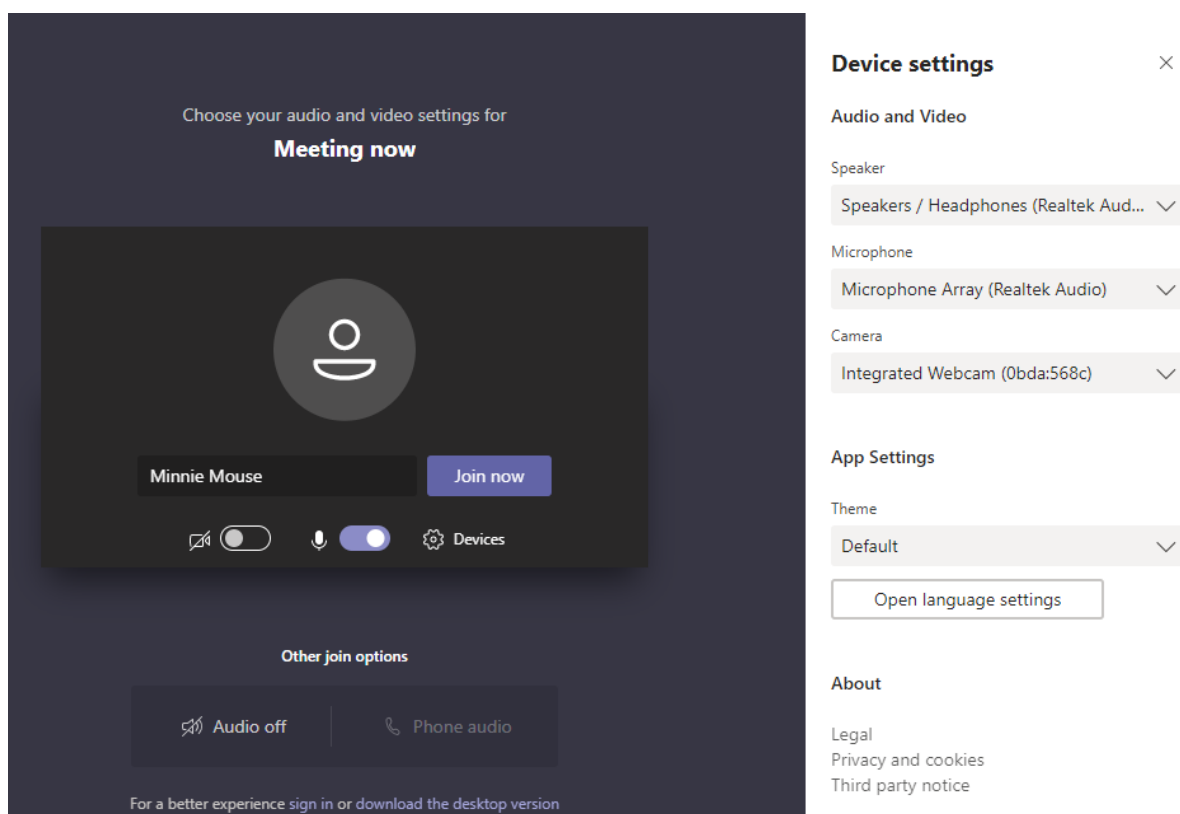 Choose your audio and video settings for
Meeting now
Minnie Mouse
Join now
Devices
Other join options
Audio off
Phone audio
For a better experience sign in or download the desktop version
Device settings
Audio and Video
Speaker
Speakers / Headphones (Realtek Aud...
Microphone
Microphone Array (Realtek Audio)
Camera
Integrated Webcam (0bda:568c)
App Settings
Theme
Default
Open language settings
About
Legal
Privacy and cookies
Third party notice